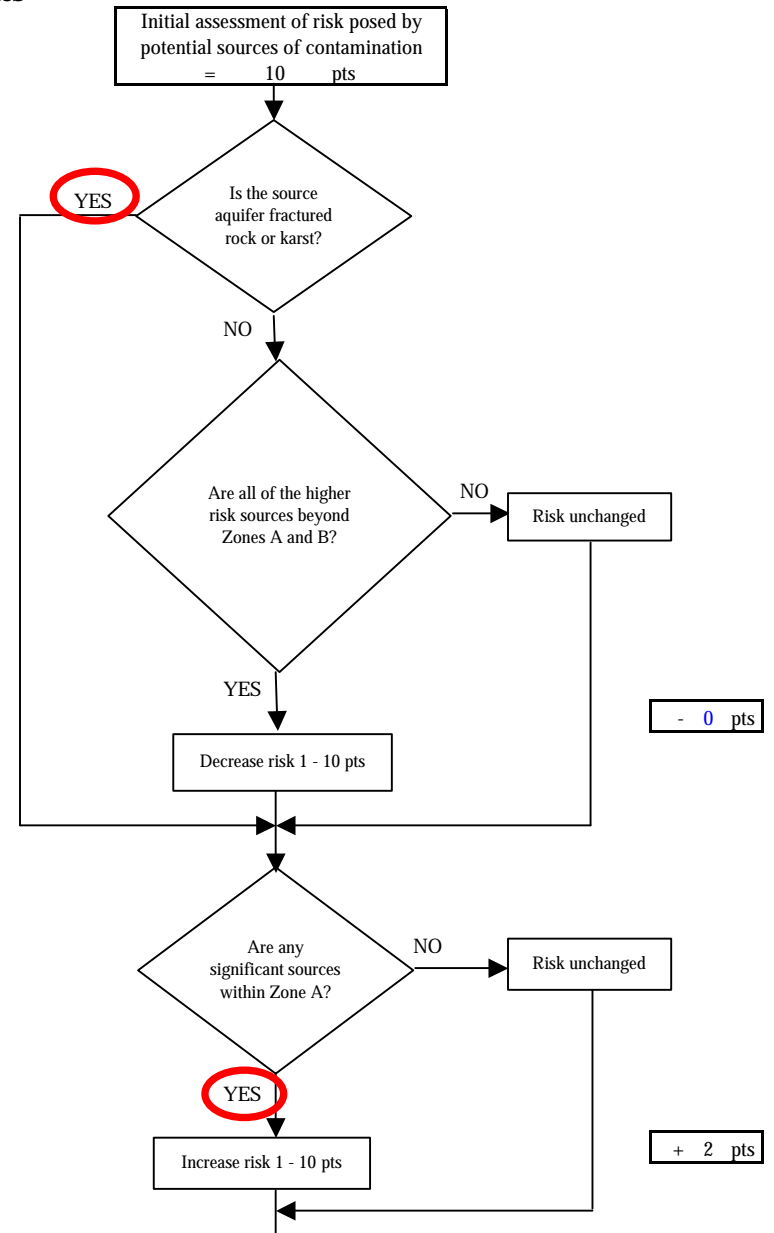 Initial assessment of risk posed by
potential sources of contamination
= 10 pts
YES
Is the source
aquifer fractured
rock or karst?
NO
Are all of the higher
risk sources beyond
Zones A and B?
NO
Risk unchanged
YES
- 0 pts
Decrease risk 1 - 10 pts
Are any
significant sources
within Zone A?
NO
Risk unchanged
YES
+ 2 pts
Increase risk 1 - 10 pts